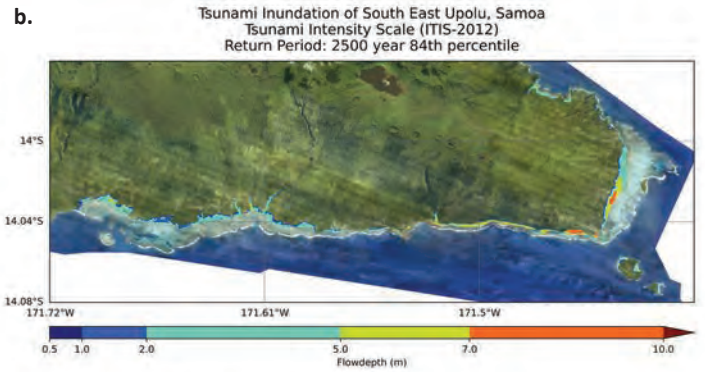 b.
Tsunami Inundation of South East Upolu, Samoa
Tsunami Intensity Scale (ITIS-2012)
Return Period: 2500 year 84th percentile
14°S
14.04°S
14.08°S
171.72°W 171.61°W 171.5°W
0.5 1.0 2.0 5.0 7.0 10.0
Flowdepth (m)